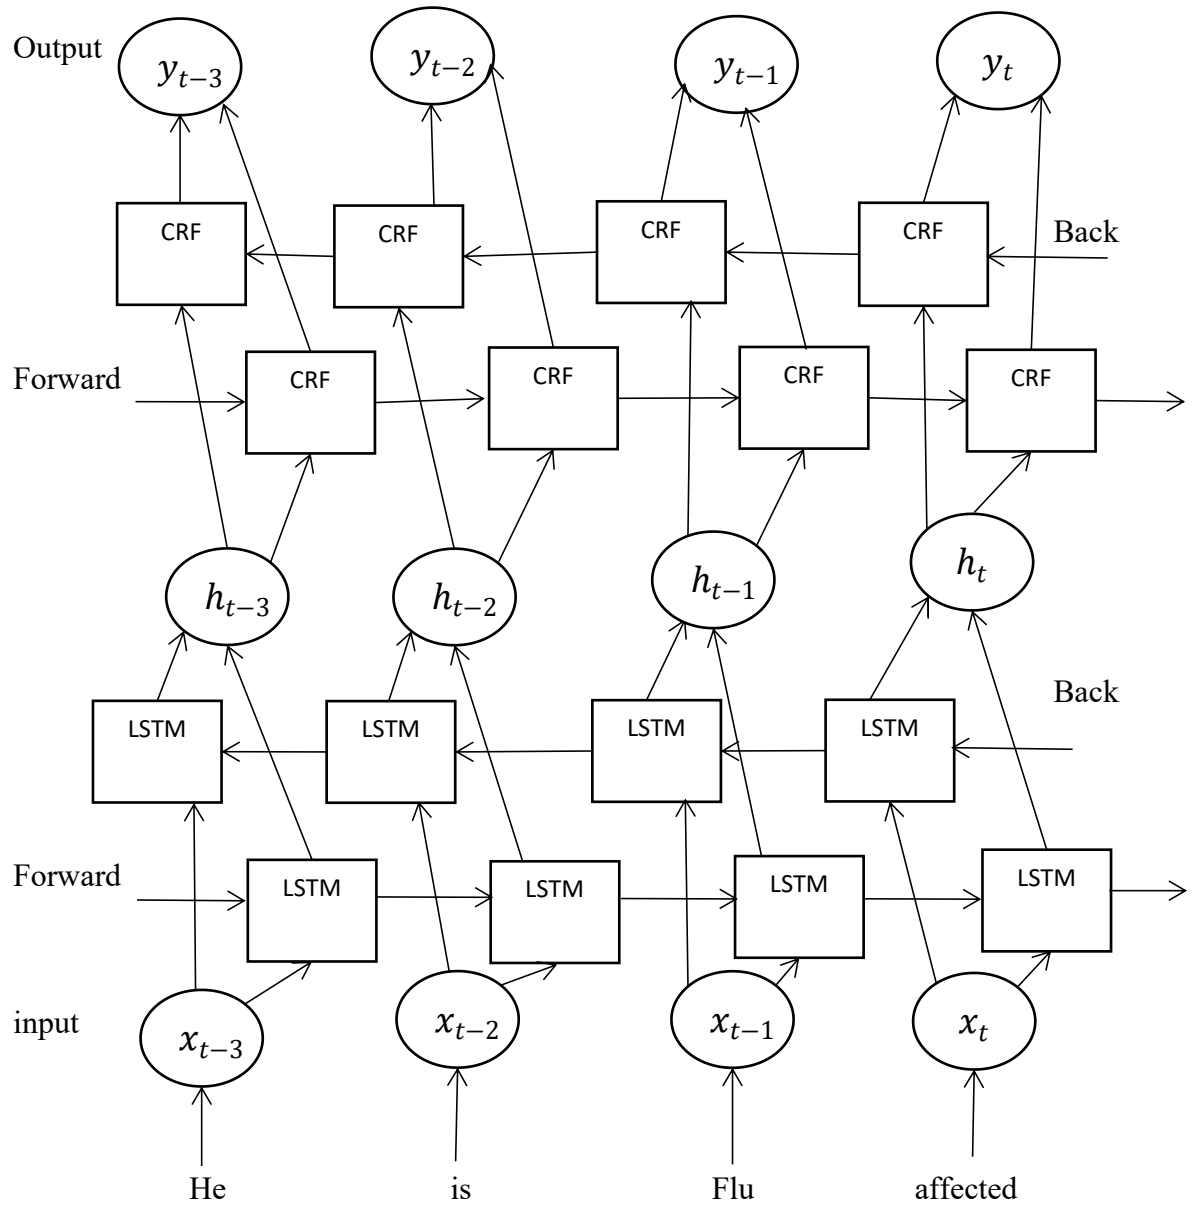 Output y_{t−3} y_{t−2} y_{t−1} y_t
CRF CRF CRF CRF Back
Forward CRF CRF CRF CRF
h_{t−3} h_{t−2} h_{t−1} h_t
LSTM LSTM LSTM LSTM Back
Forward LSTM LSTM LSTM LSTM
input x_{t−3} x_{t−2} x_{t−1} x_t
He is Flu affected